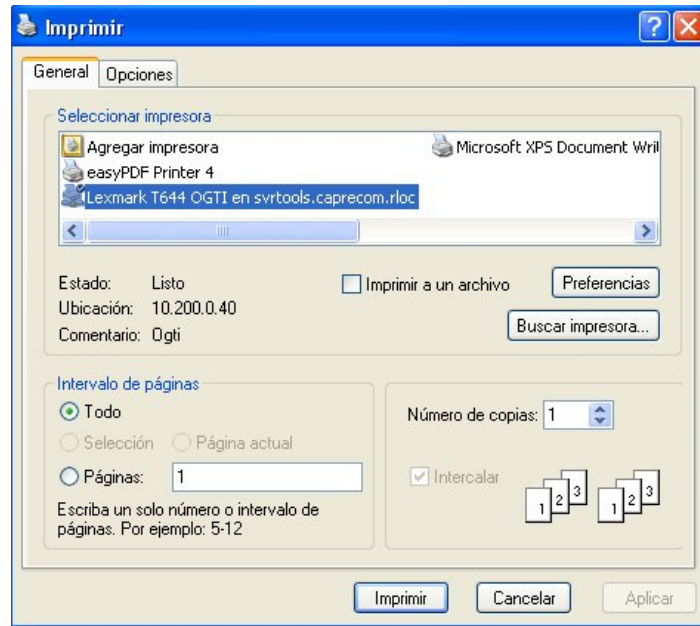 Imprimir
General
Opciones
Seleccionar impresora
Agregar impresora
Microsoft XPS Document Wri
easyPDF Printer 4
Lexmark T644 OGTI en svrtools.caprecom.rloc
Estado: Listo
Imprimir a un archivo
Preferencias
Ubicación: 10.200.0.40
Comentario: Ogti
Buscar impresora...
Intervalo de páginas
Todo
Selección
Página actual
Páginas: 1
Escriba un solo número o intervalo de
páginas. Por ejemplo: 5-12
Número de copias: 1
Intercalar
1 2 3 1 2 3
Imprimir
Cancelar
Aplicar